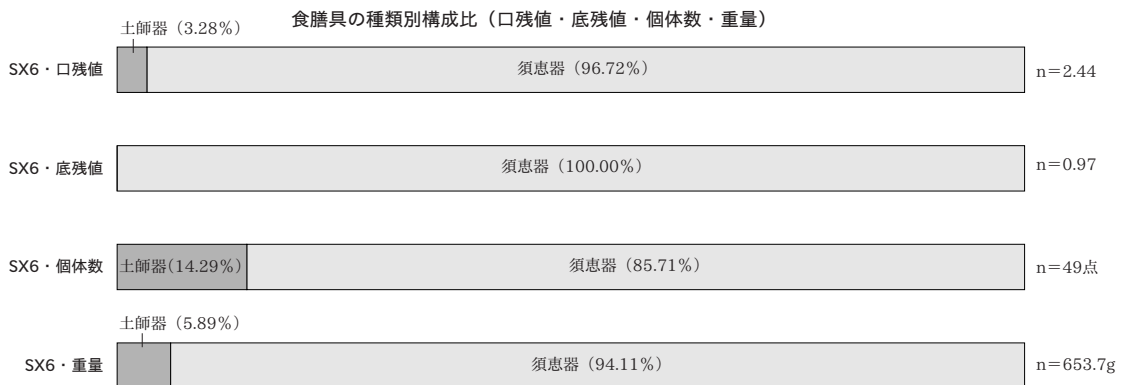 食膳具の種類別構成比（口残値・底残値・個体数・重量）
土師器（3.28％）
SX6・口残値
須恵器（96.72％）
n＝2.44
SX6・底残値
須恵器（100.00％）
n＝0.97
SX6・個体数
土師器(14.29％)
須恵器（85.71％）
n＝49点
土師器（5.89％）
SX6・重量
須恵器（94.11％）
n＝653.7g